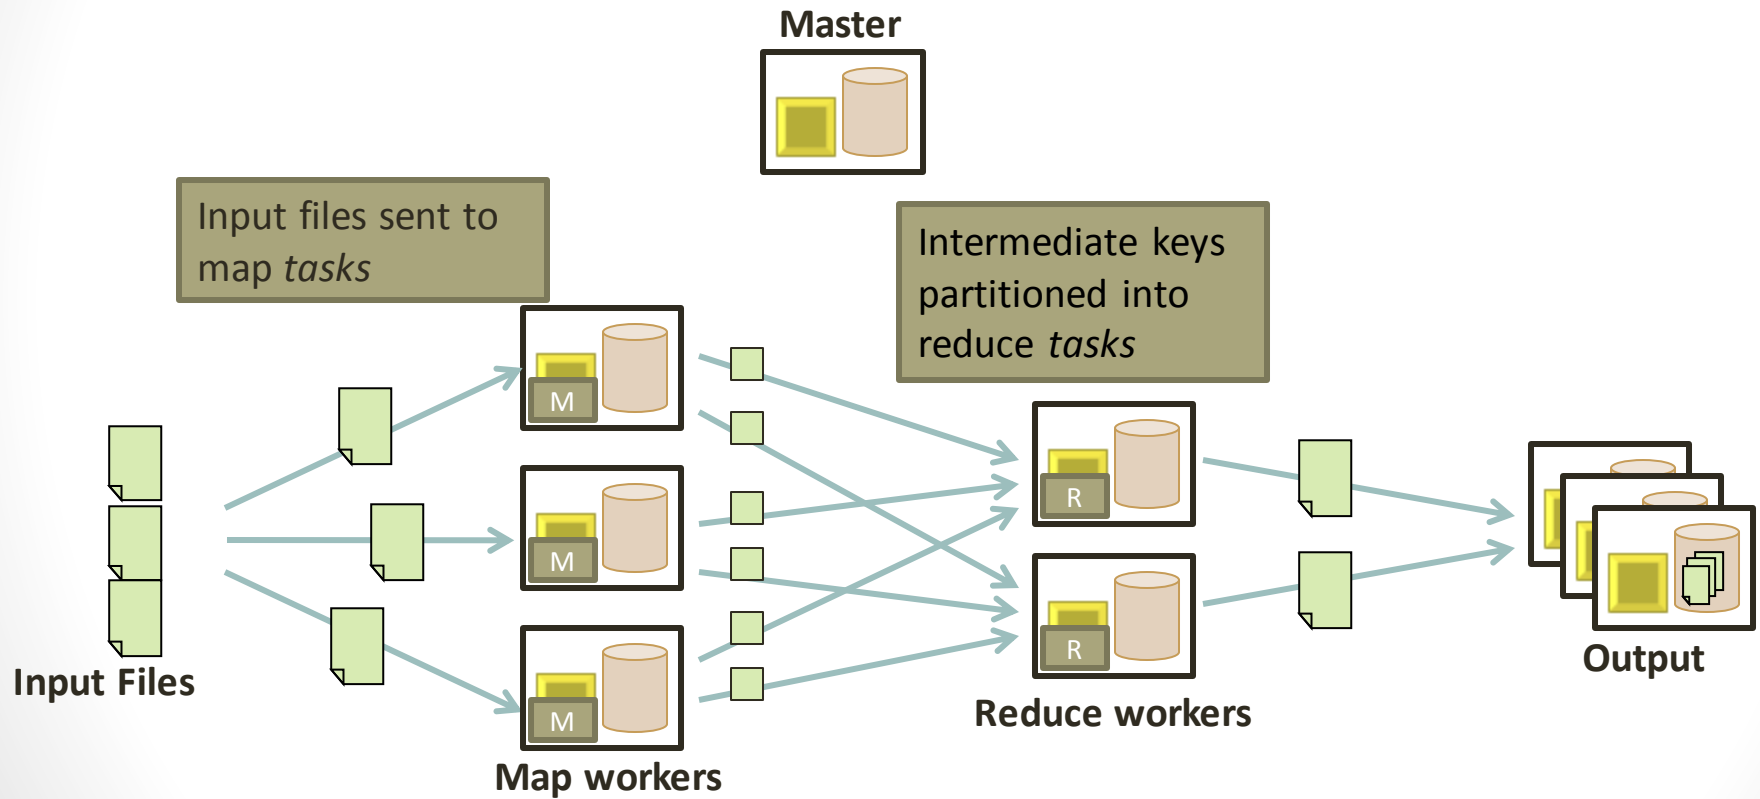 Master
Input files sent to
map tasks
Intermediate keys
partitioned into
reduce tasks
M
M
M
R
R
Input Files
Map workers
Reduce workers
Output